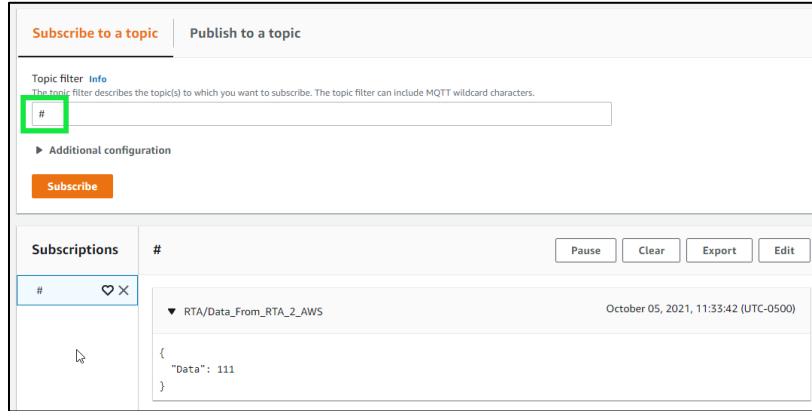 Subscribe to a topic
Publish to a topic
Topic filter Info
The topic filter describes the topic(s) to which you want to subscribe. The topic filter can include MQTT wildcard characters.
#
Additional configuration
Subscribe
Subscriptions
#
Pause
Clear
Export
Edit
#
RTA/Data_From_RTA_2_AWS
October 05, 2021, 11:33:42 (UTC-0500)
{
"Data": 111
}